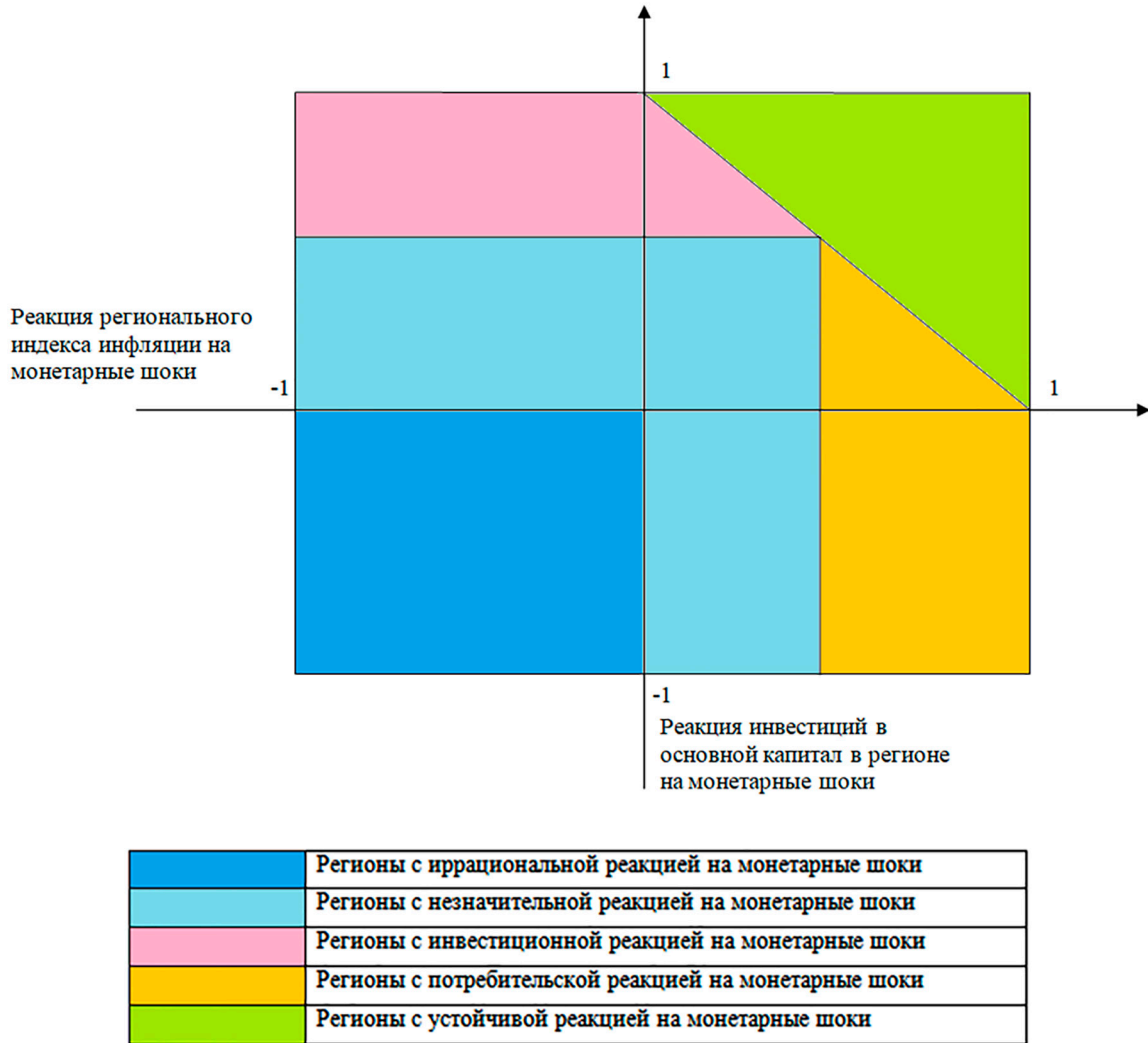 1
Реакция регионального
индекса инфляции на
монетарные шоки
-1
1
-1
Реакция инвестиций в
основной капитал в регионе
на монетарные шоки
Регионы с иррациональной реакцией на монетарные шоки
Регионы с незначительной реакцией на монетарные шоки
Регионы с инвестиционной реакцией на монетарные шоки
Регионы с потребительской реакцией на монетарные шоки
Регионы с устойчивой реакцией на монетарные шоки